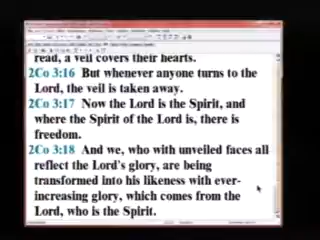 read, a veil covers their hearts.
2Co 3:16 But whenever anyone turns to the
Lord, the veil is taken away.
2Co 3:17 Now the Lord is the Spirit, and
where the Spirit of the Lord is, there is
freedom.
2Co 3:18 And we, who with unveiled faces all
reflect the Lord's glory, are being
transformed into his likeness with ever-
increasing glory, which comes from the
Lord, who is the Spirit.